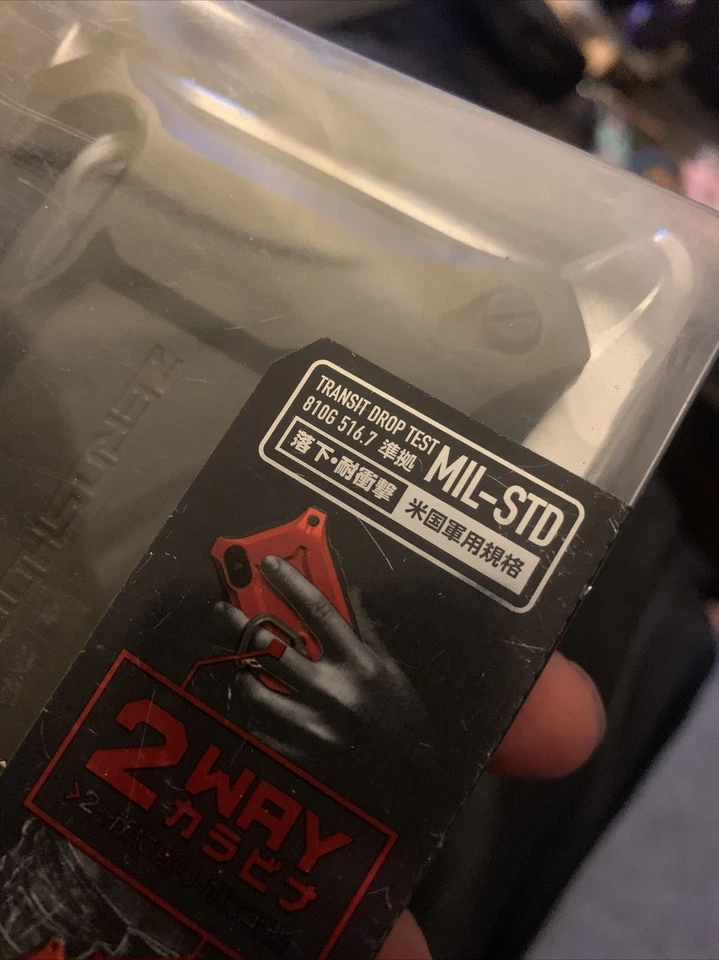 TRANSIT DROP TEST
810G 516.7 準拠
MIL-STD
落下・耐衝撃
米国軍用規格
2WAY
カラビナ